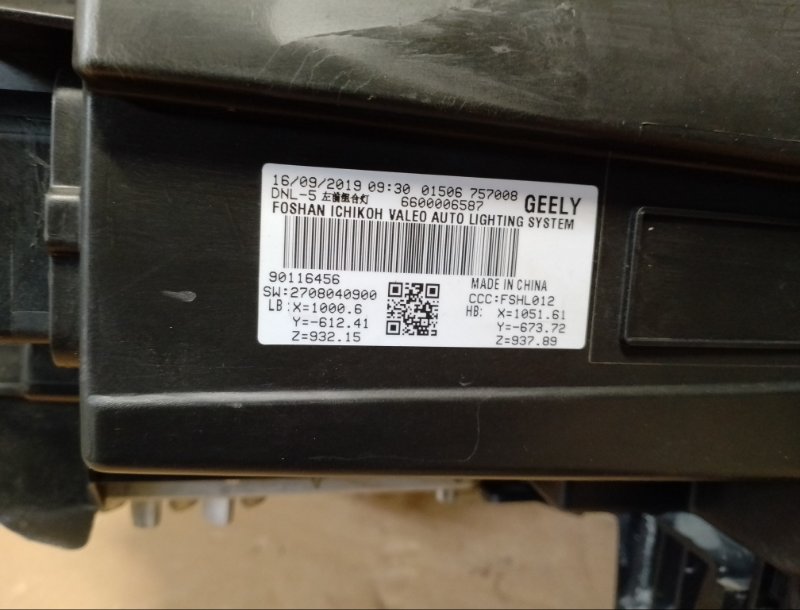 16/09/2019 09:30 01506 757008
DNL-5 左前组合灯 6600006587 GEELY
FOSHAN ICHIKOH VALEO AUTO LIGHTING SYSTEM
90116456 MADE IN CHINA
SW:2708040900 CCC:FSHL012
LB: X=1000.6 HB: X=1051.61
Y=-612.41 Y=-673.72
Z=932.15 Z=937.89